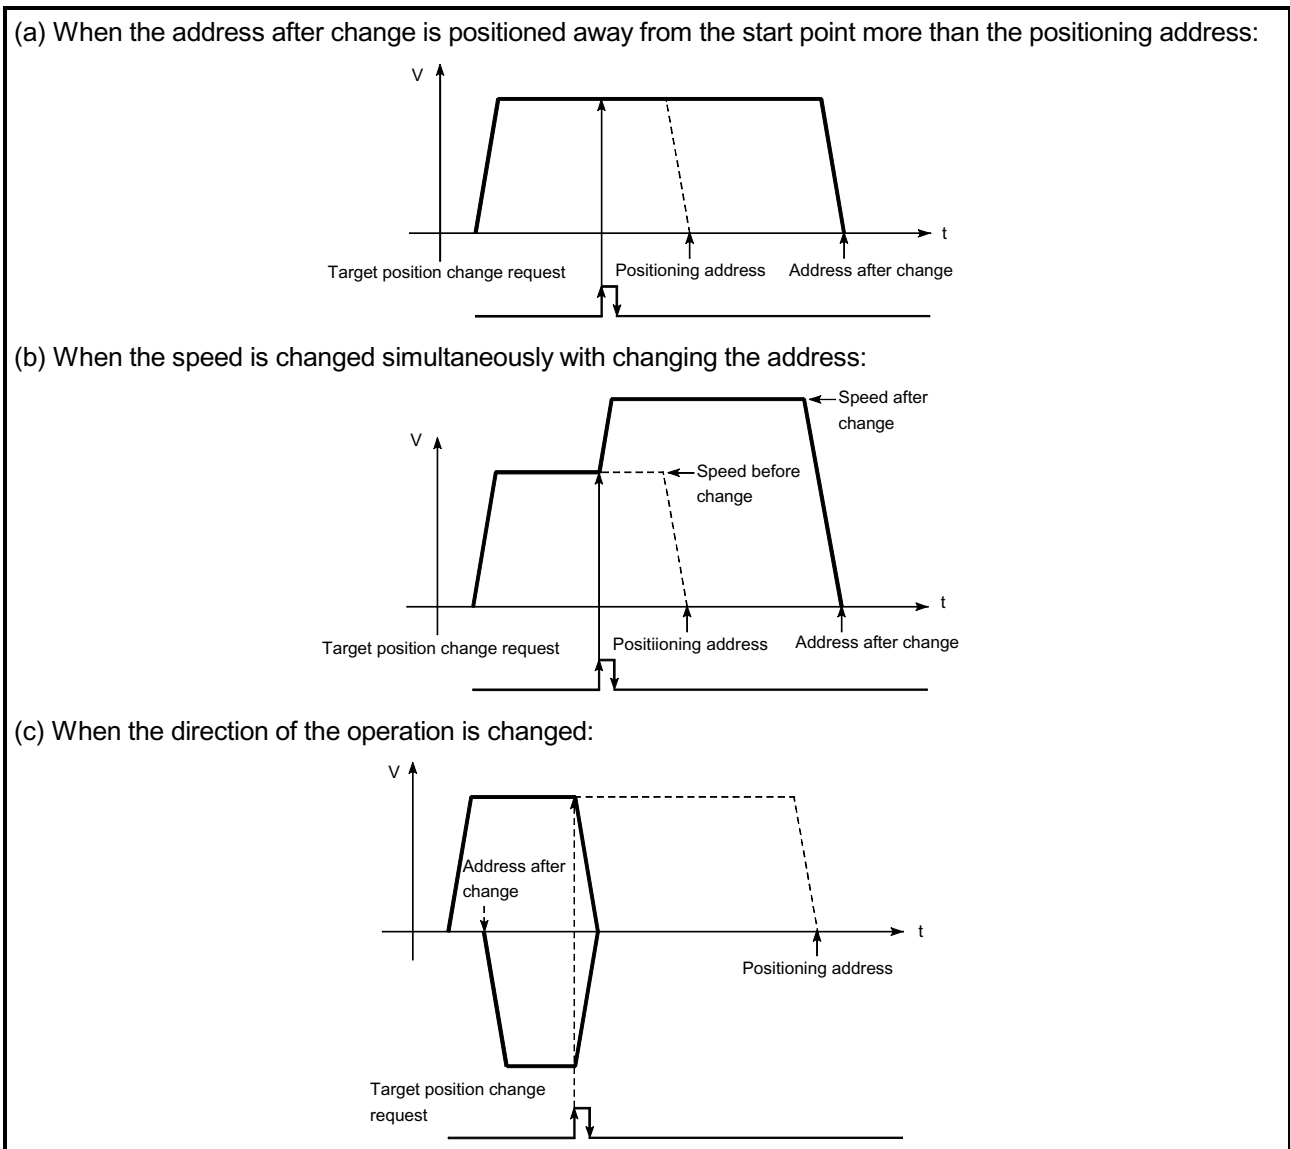 (a) When the address after change is positioned away from the start point more than the positioning address:
V
t
Target position change request
Positioning address
Address after change
(b) When the speed is changed simultaneously with changing the address:
Speed after
change
V
Speed before
change
t
Target position change request
Positiioning address
Address after change
(c) When the direction of the operation is changed:
V
Address after
change
t
Positioning address
Target position change
request